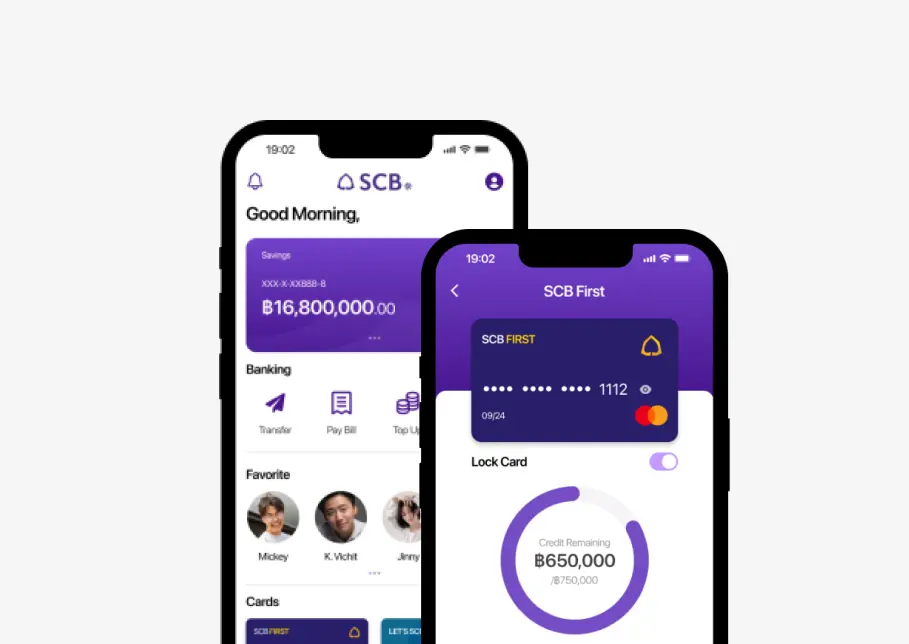 19:02
SCB
Good Morning,
Savings
XXX-X-XX888-8
฿16,800,000.00
Banking
Transfer
Pay Bill
Top Up
Favorite
Mickey
K. Vichit
Jinny
Cards
SCB FIRST
LET'S SC
19:02
SCB First
SCB FIRST
•••• •••• •••• 1112
09/24
Lock Card
Credit Remaining
฿650,000
/฿750,000